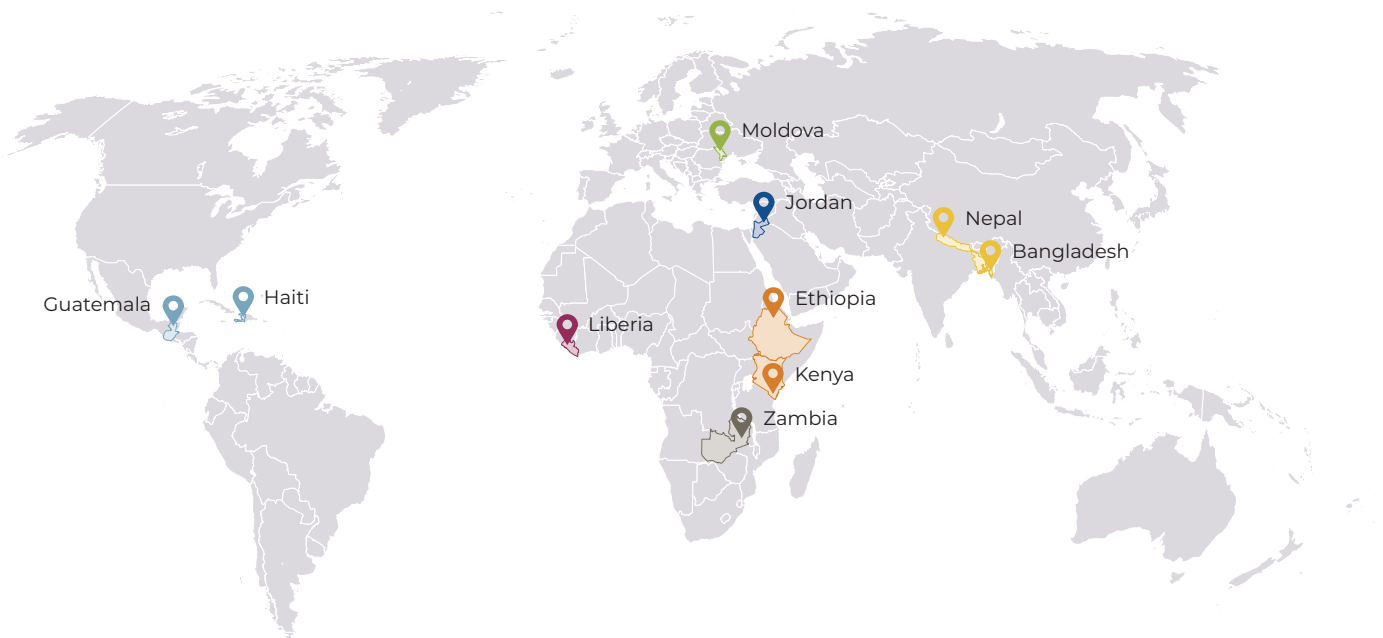 Moldova
Jordan
Nepal
Bangladesh
Guatemala
Haiti
Ethiopia
Liberia
Kenya
Zambia